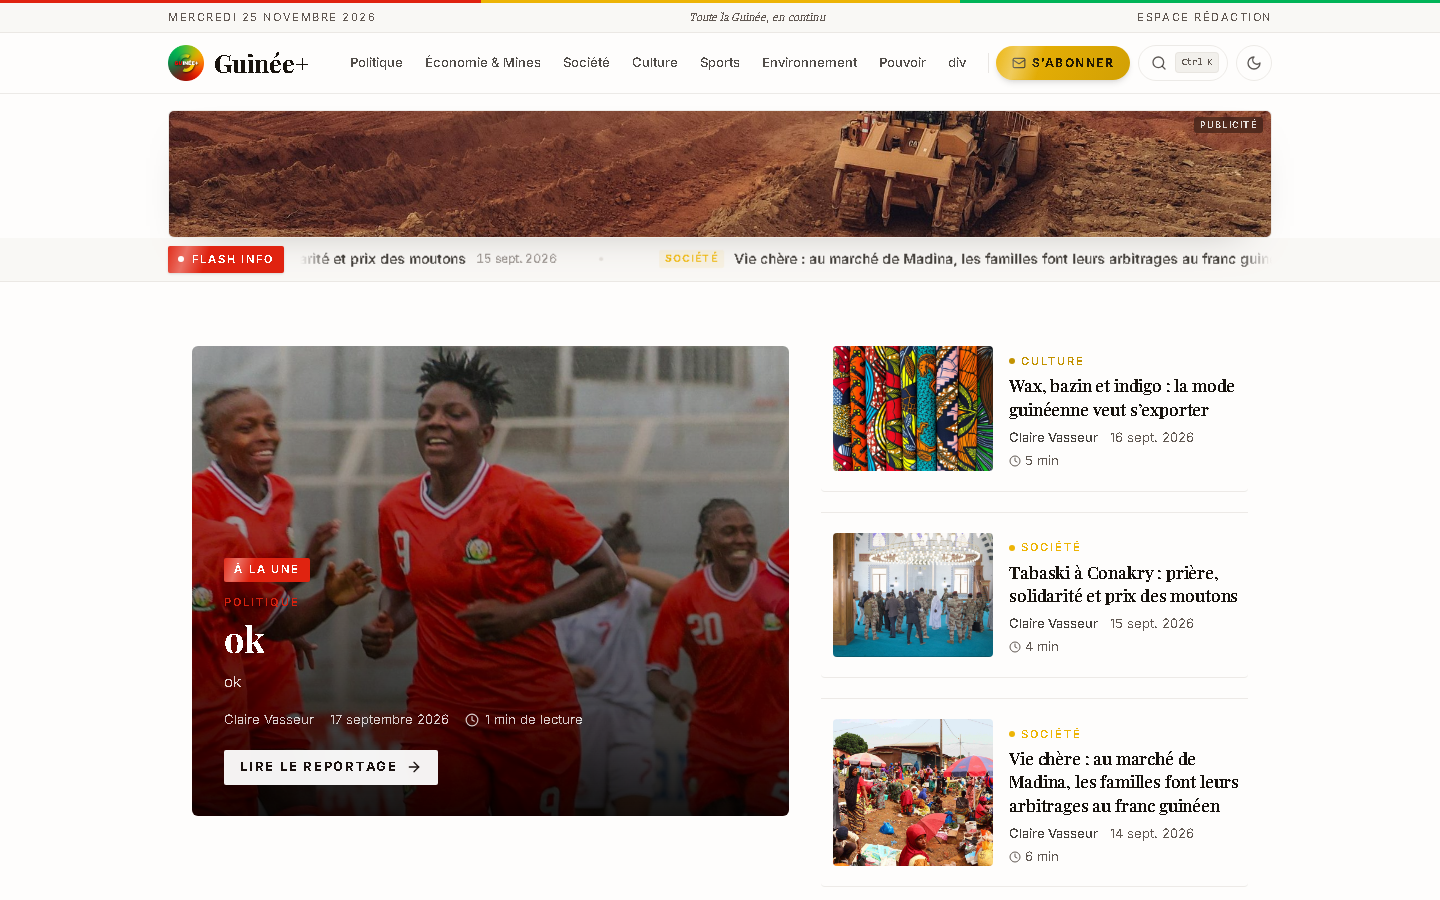 MERCREDI 25 NOVEMBRE 2026
Toute la Guinée, en continu
ESPACE RÉDACTION
Guinée+
Politique
Économie & Mines
Société
Culture
Sports
Environnement
Pouvoir
div
S'ABONNER
Ctrl K
PUBLICITÉ
FLASH INFO
arité et prix des moutons 15 sept. 2026
SOCIÉTÉ Vie chère : au marché de Madina, les familles font leurs arbitrages au franc guin
9
20
À LA UNE
POLITIQUE
ok
ok
Claire Vasseur 17 septembre 2026 1 min de lecture
LIRE LE REPORTAGE
CULTURE
Wax, bazin et indigo : la mode
guinéenne veut s’exporter
Claire Vasseur 16 sept. 2026
5 min
SOCIÉTÉ
Tabaski à Conakry : prière,
solidarité et prix des moutons
Claire Vasseur 15 sept. 2026
4 min
SOCIÉTÉ
Vie chère : au marché de
Madina, les familles font leurs
arbitrages au franc guinéen
Claire Vasseur 14 sept. 2026
6 min